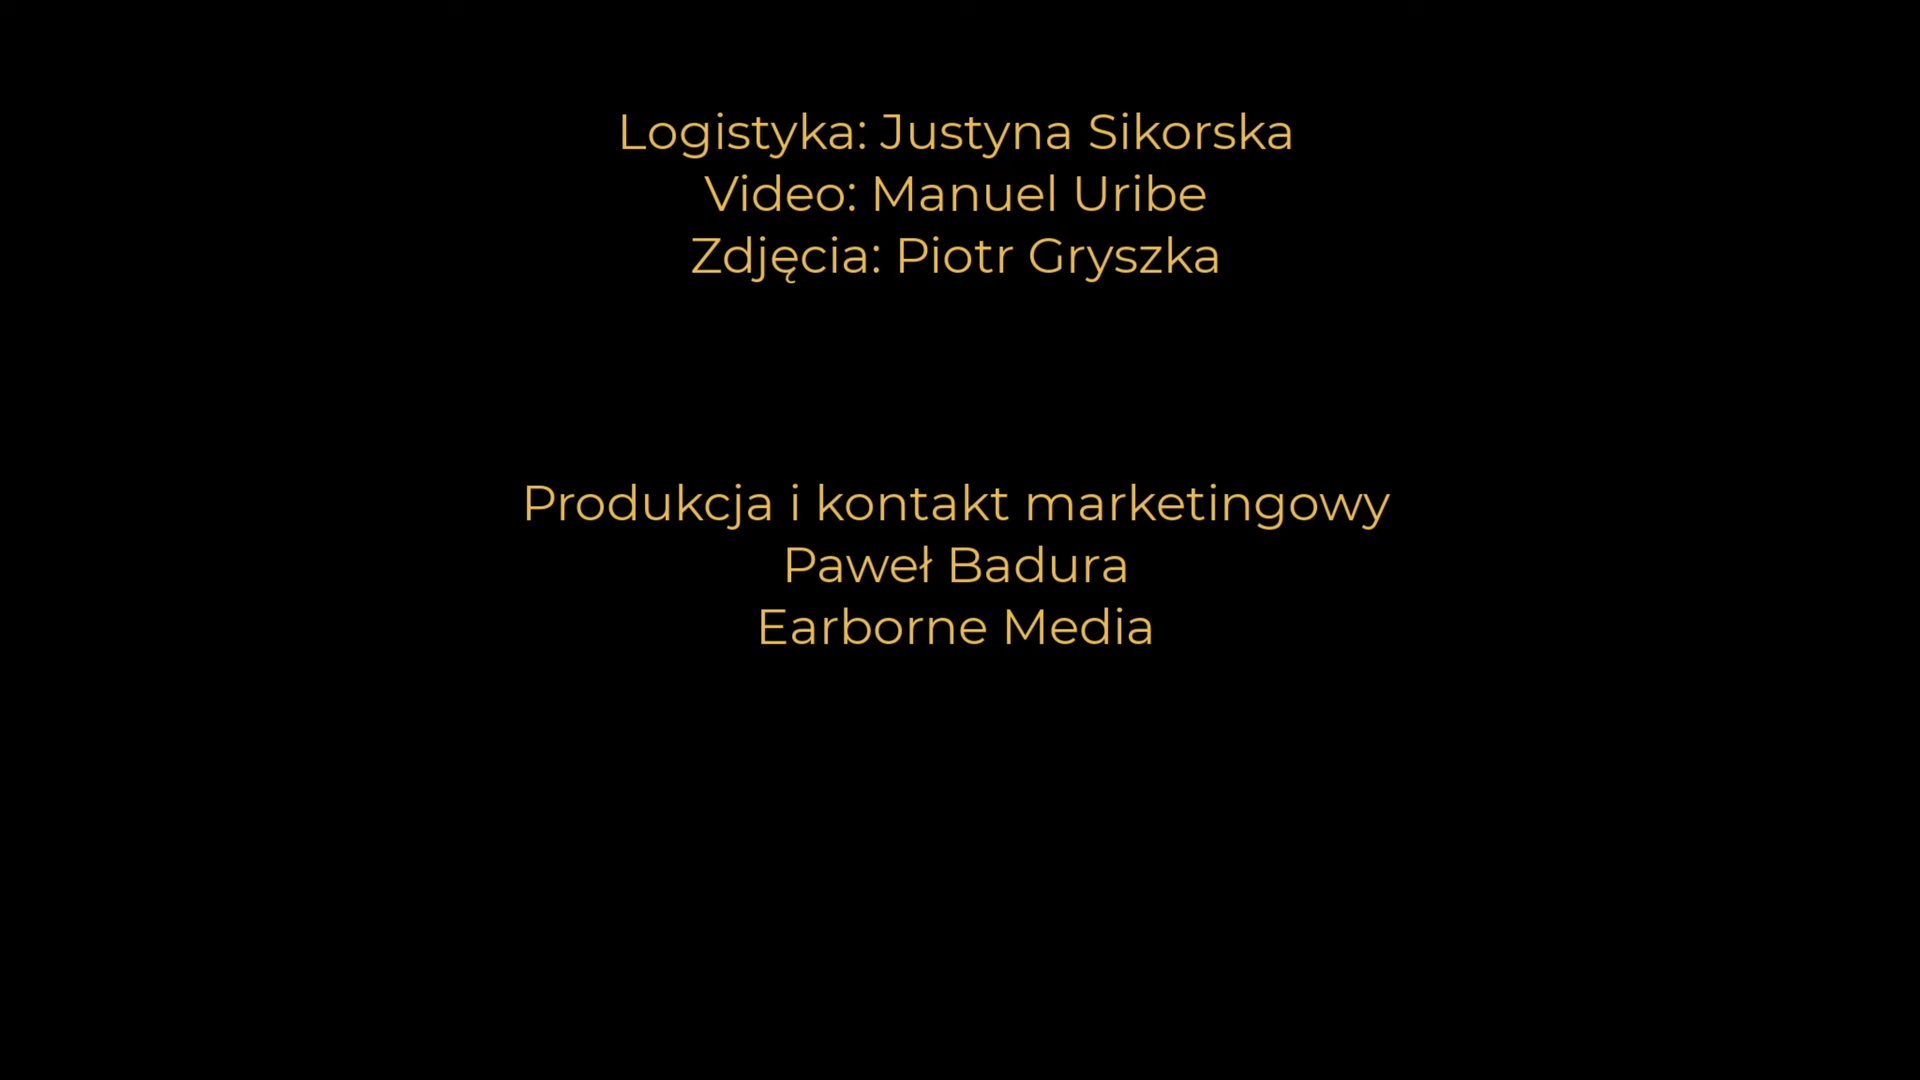 Logistyka: Justyna Sikorska
Video: Manuel Uribe
Zdjęcia: Piotr Gryszka
Produkcja i kontakt marketingowy
Paweł Badura
Earborne Media